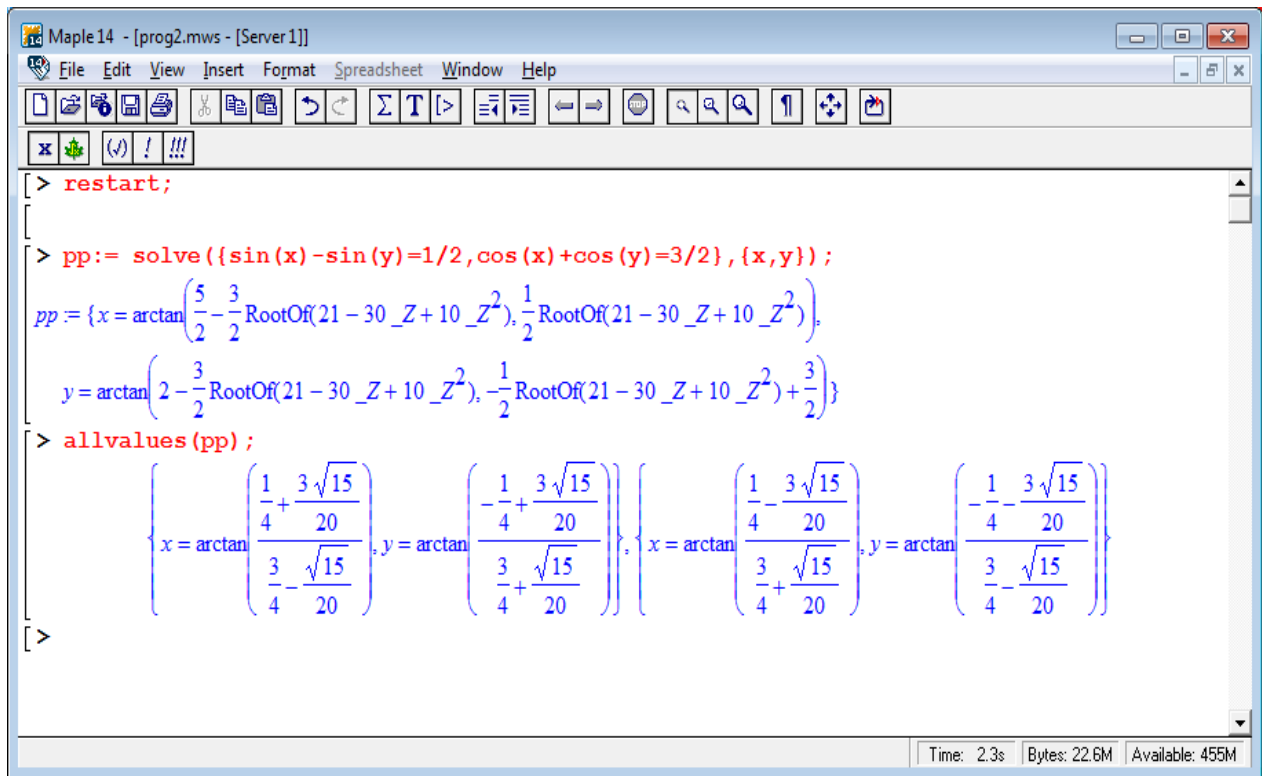 Maple 14 - [prog2.mws - [Server 1]]
File Edit View Insert Format Spreadsheet Window Help
Σ T [> STOP ¶
x (√) ! !!!
[> restart;
[
[> pp:= solve({sin(x)-sin(y)=1/2,cos(x)+cos(y)=3/2},{x,y});
pp := {x = arctan(5/2 - 3/2 RootOf(21 - 30 _Z + 10 _Z^2), 1/2 RootOf(21 - 30 _Z + 10 _Z^2)),
y = arctan(2 - 3/2 RootOf(21 - 30 _Z + 10 _Z^2), -1/2 RootOf(21 - 30 _Z + 10 _Z^2) + 3/2)}
[> allvalues(pp);
{x = arctan((1/4 + 3√15/20)/(3/4 - √15/20)), y = arctan((-1/4 + 3√15/20)/(3/4 + √15/20))}, {x = arctan((1/4 - 3√15/20)/(3/4 + √15/20)), y = arctan((-1/4 - 3√15/20)/(3/4 - √15/20))}
[>
Time: 2.3s Bytes: 22.6M Available: 455M